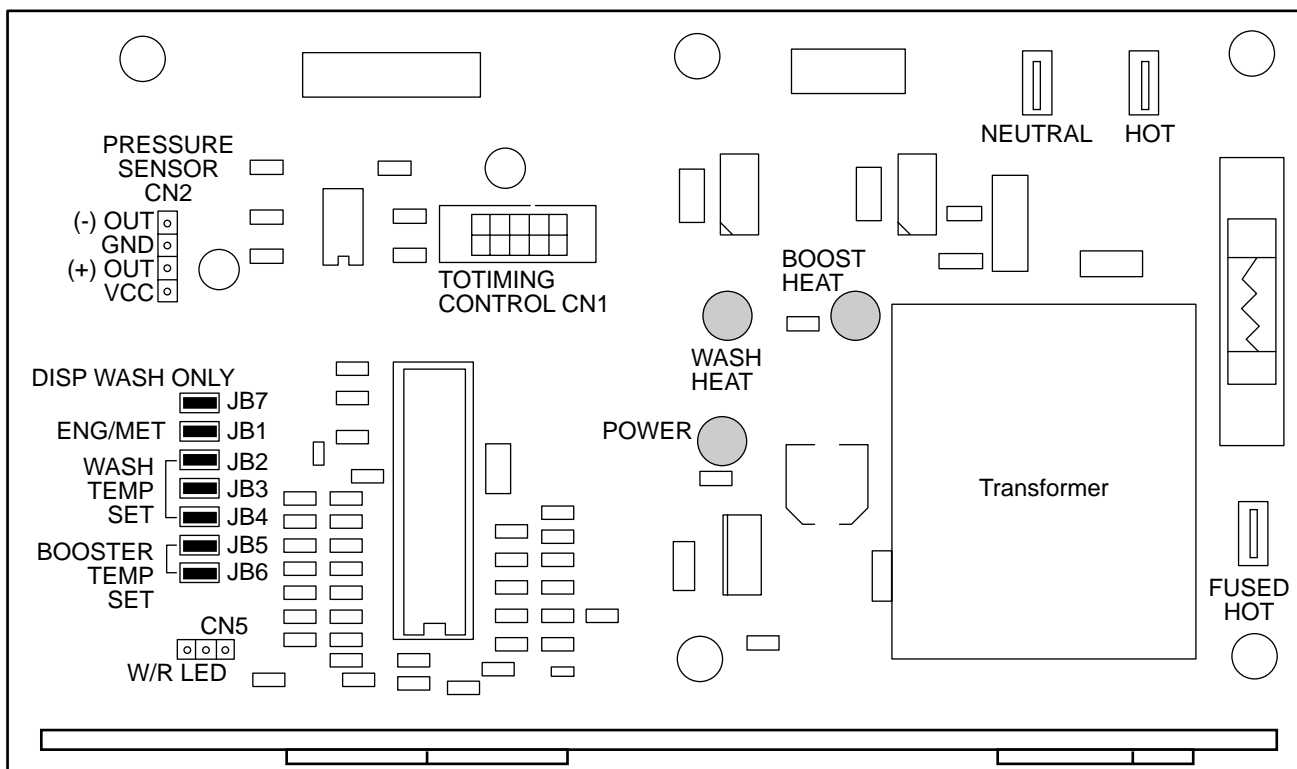 NEUTRAL
HOT
PRESSURE
SENSOR
CN2
(-) OUT
GND
(+) OUT
VCC
TOTIMING
CONTROL CN1
BOOST
HEAT
WASH
HEAT
DISP WASH ONLY
JB7
ENG/MET
JB1
WASH
TEMP
SET
JB2
JB3
JB4
BOOSTER
TEMP
SET
JB5
JB6
POWER
Transformer
FUSED
HOT
CN5
W/R LED